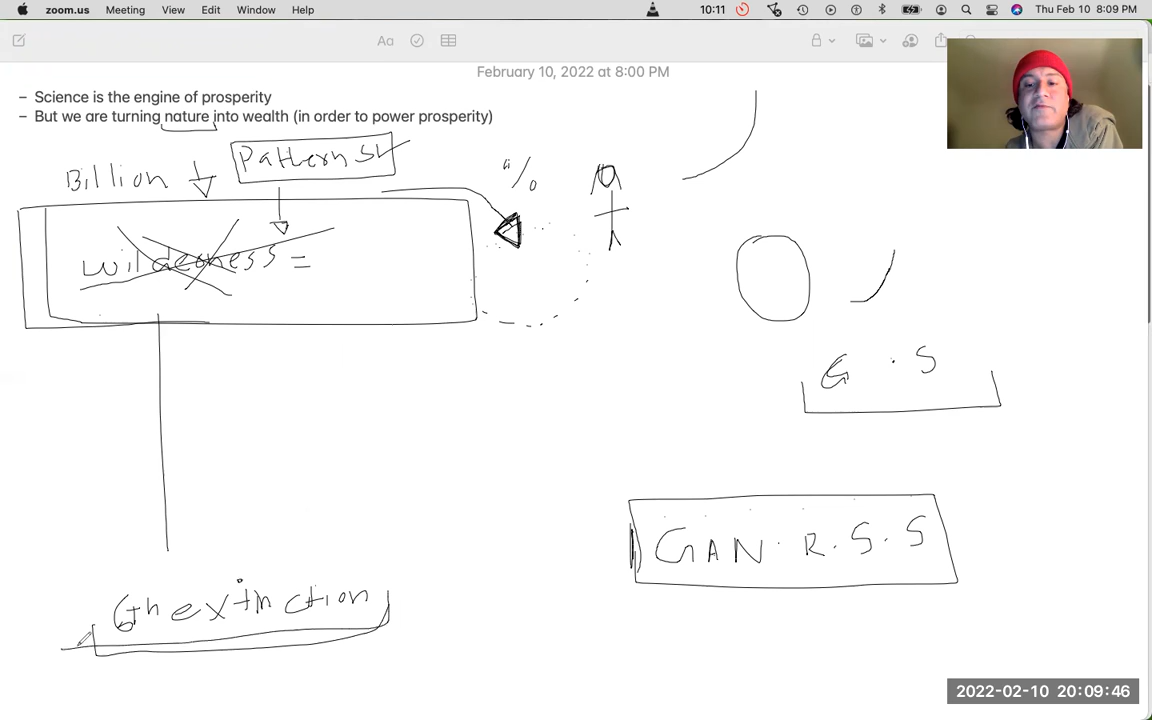 zoom.us Meeting View Edit Window Help 10:11 Thu Feb 10 8:09 PM
Aa
February 10, 2022 at 8:00 PM
– Science is the engine of prosperity
– But we are turning nature into wealth (in order to power prosperity)
Billion
%
wilderness =
G . S
GAN . R . S . S
6th extinction
2022-02-10 20:09:46